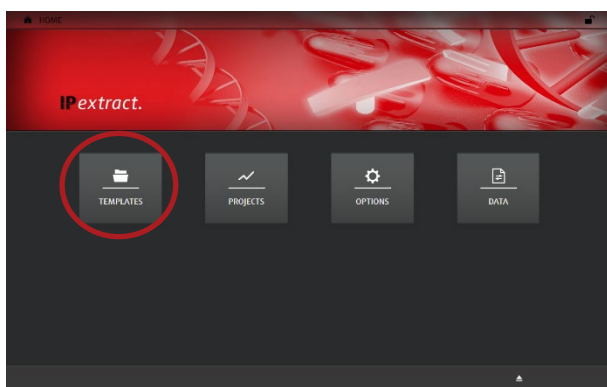 HOME
IPextract.
TEMPLATES
PROJECTS
OPTIONS
DATA